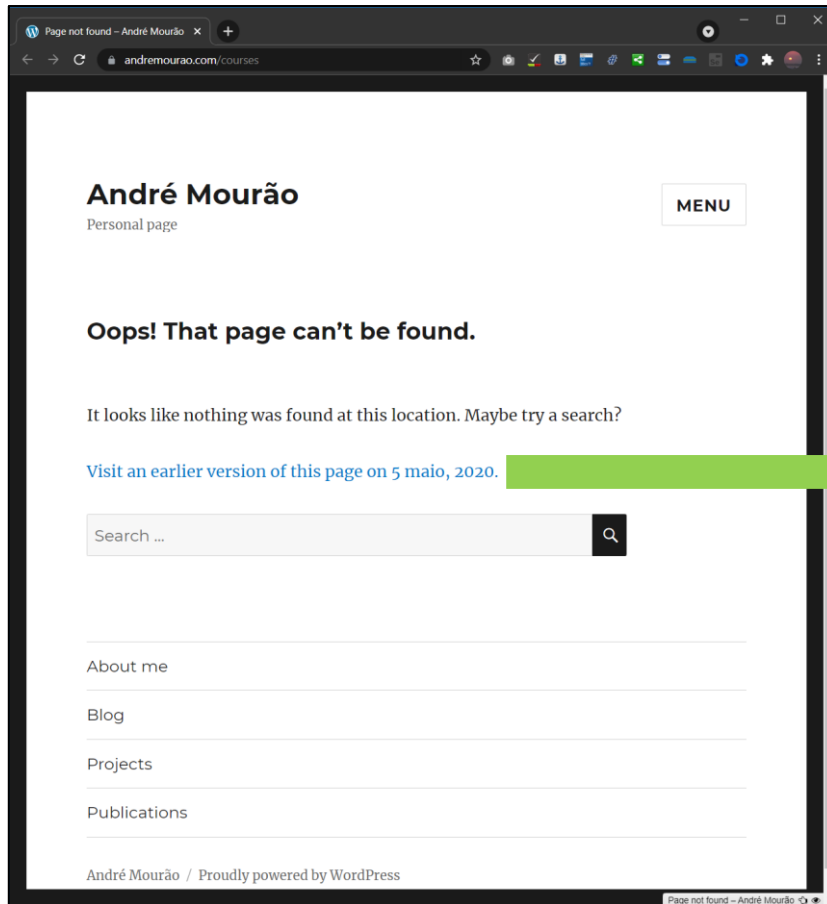 Page not found – André Mourão
andremourao.com/courses
André Mourão
Personal page
MENU
Oops! That page can’t be found.
It looks like nothing was found at this location. Maybe try a search?
Visit an earlier version of this page on 5 maio, 2020.
Search ...
About me
Blog
Projects
Publications
André Mourão / Proudly powered by WordPress
Page not found – André Mourão